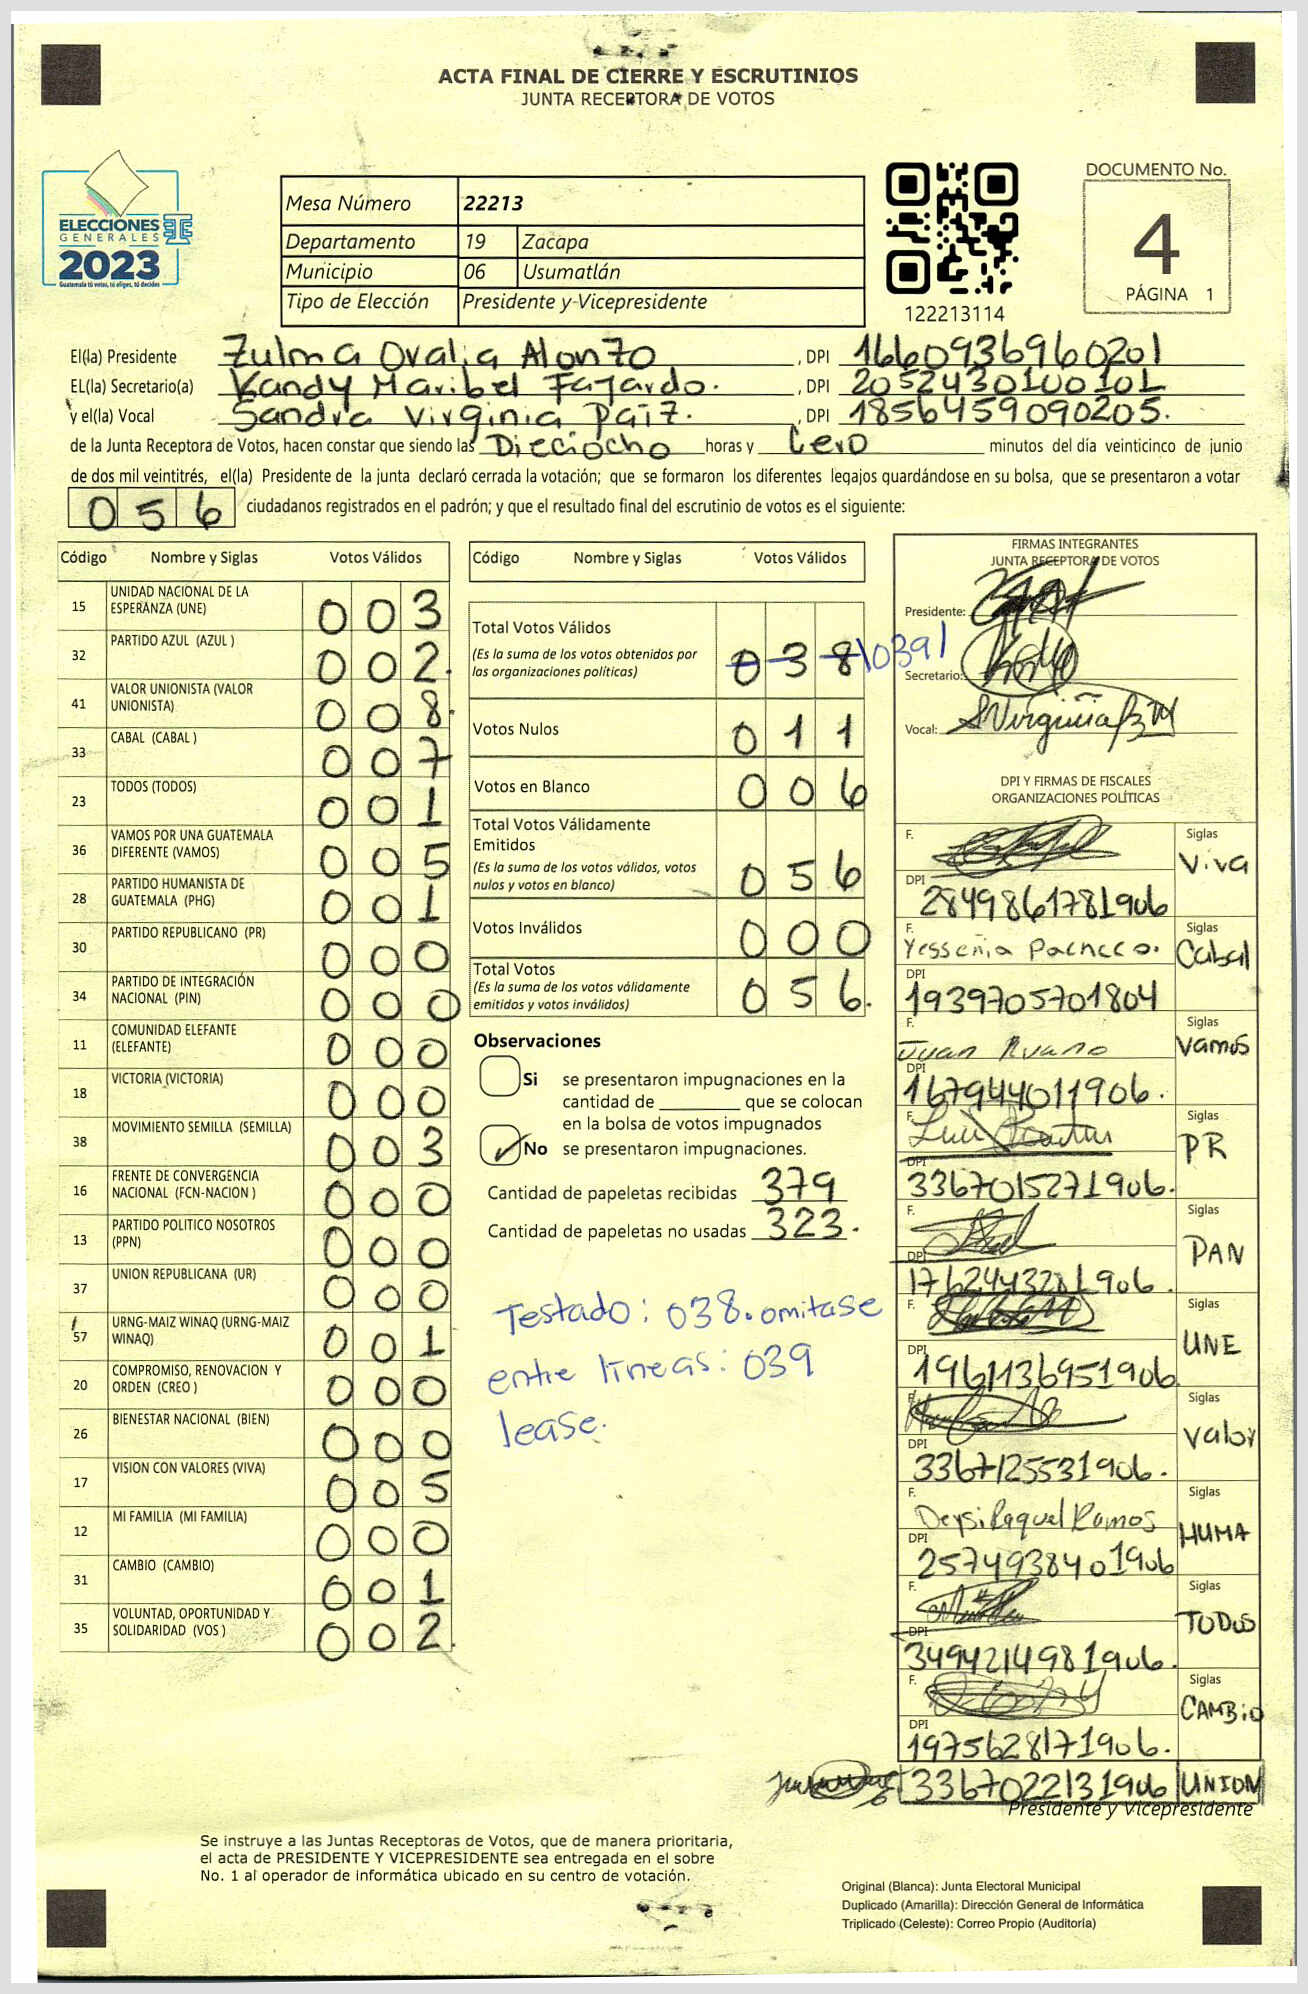 ACTA FINAL DE CIERRE Y ESCRUTINIOS
JUNTA RECEPTORA DE VOTOS
ELECCIONES
GENERALES
2023
Guatemala tú votas, tú eliges, tú decides
Mesa Número 22213
Departamento 19 Zacapa
Municipio 06 Usumatlán
Tipo de Elección Presidente y Vicepresidente
122213114
DOCUMENTO No.
4
PÁGINA 1
El(la) Presidente Zulma Ovalia Alonzo, DPI 1660936960201
EL(la) Secretario(a) Kandy Maribel Fajardo., DPI 2052430100101
y el(la) Vocal Sandra Virginia Paiz., DPI 1856459090205.
de la Junta Receptora de Votos, hacen constar que siendo las Dieciocho horas y Cero minutos del día veinticinco de junio
de dos mil veintitrés, el(la) Presidente de la junta declaró cerrada la votación; que se formaron los diferentes legajos guardándose en su bolsa, que se presentaron a votar
056 ciudadanos registrados en el padrón; y que el resultado final del escrutinio de votos es el siguiente:
Código Nombre y Siglas Votos Válidos
15 UNIDAD NACIONAL DE LA ESPERANZA (UNE) 003
32 PARTIDO AZUL (AZUL ) 002.
41 VALOR UNIONISTA (VALOR UNIONISTA) 008.
33 CABAL (CABAL ) 007
23 TODOS (TODOS) 001
36 VAMOS POR UNA GUATEMALA DIFERENTE (VAMOS) 005
28 PARTIDO HUMANISTA DE GUATEMALA (PHG) 001
30 PARTIDO REPUBLICANO (PR) 000
34 PARTIDO DE INTEGRACIÓN NACIONAL (PIN) 000
11 COMUNIDAD ELEFANTE (ELEFANTE) 000
18 VICTORIA (VICTORIA) 000
38 MOVIMIENTO SEMILLA (SEMILLA) 003
16 FRENTE DE CONVERGENCIA NACIONAL (FCN-NACION ) 000
13 PARTIDO POLITICO NOSOTROS (PPN) 000
37 UNION REPUBLICANA (UR) 000
57 URNG-MAIZ WINAQ (URNG-MAIZ WINAQ) 001
20 COMPROMISO, RENOVACION Y ORDEN (CREO ) 000
26 BIENESTAR NACIONAL (BIEN) 000
17 VISION CON VALORES (VIVA) 005
12 MI FAMILIA (MI FAMILIA) 000
31 CAMBIO (CAMBIO) 001
35 VOLUNTAD, OPORTUNIDAD Y SOLIDARIDAD (VOS ) 002.
Código Nombre y Siglas Votos Válidos
Total Votos Válidos
(Es la suma de los votos obtenidos por
las organizaciones políticas) 038 \039\
Votos Nulos 011
Votos en Blanco 006
Total Votos Válidamente
Emitidos
(Es la suma de los votos válidos, votos
nulos y votos en blanco) 056
Votos Inválidos 000
Total Votos
(Es la suma de los votos válidamente
emitidos y votos inválidos) 056.
Observaciones
Si se presentaron impugnaciones en la
cantidad de ________ que se colocan
en la bolsa de votos impugnados
No se presentaron impugnaciones.
Cantidad de papeletas recibidas 379
Cantidad de papeletas no usadas 323.
Testado: 038. omitase
entre líneas: 039
lease.
FIRMAS INTEGRANTES
JUNTA RECEPTORA DE VOTOS
Presidente:
Secretario:
Vocal: SVirginia
DPI Y FIRMAS DE FISCALES
ORGANIZACIONES POLÍTICAS
F. Siglas
Viva
DPI 2849861781906
F. Yesseñia Pacheco. Siglas
Cabal
DPI 1939705701804
F. Juan Ruano Siglas
Vamos
DPI 167944011906.
F. Siglas
PR
DPI 3367015271906.
F. Siglas
PAN
DPI 1762443281906.
F. Siglas
UNE
DPI 1961136951906
F. Siglas
Valor
DPI 3367125531906.
F. Deysi Raquel Ramos Siglas
HUMA
DPI 2574938401906
F. Siglas
TODOS
DPI 3494214981906.
F. Siglas
CAMBiO
DPI 1975628171906.
3367022131906 UNION
Presidente y Vicepresidente
Se instruye a las Juntas Receptoras de Votos, que de manera prioritaria,
el acta de PRESIDENTE Y VICEPRESIDENTE sea entregada en el sobre
No. 1 al operador de informática ubicado en su centro de votación.
Original (Blanca): Junta Electoral Municipal
Duplicado (Amarilla): Dirección General de Informática
Triplicado (Celeste): Correo Propio (Auditoría)